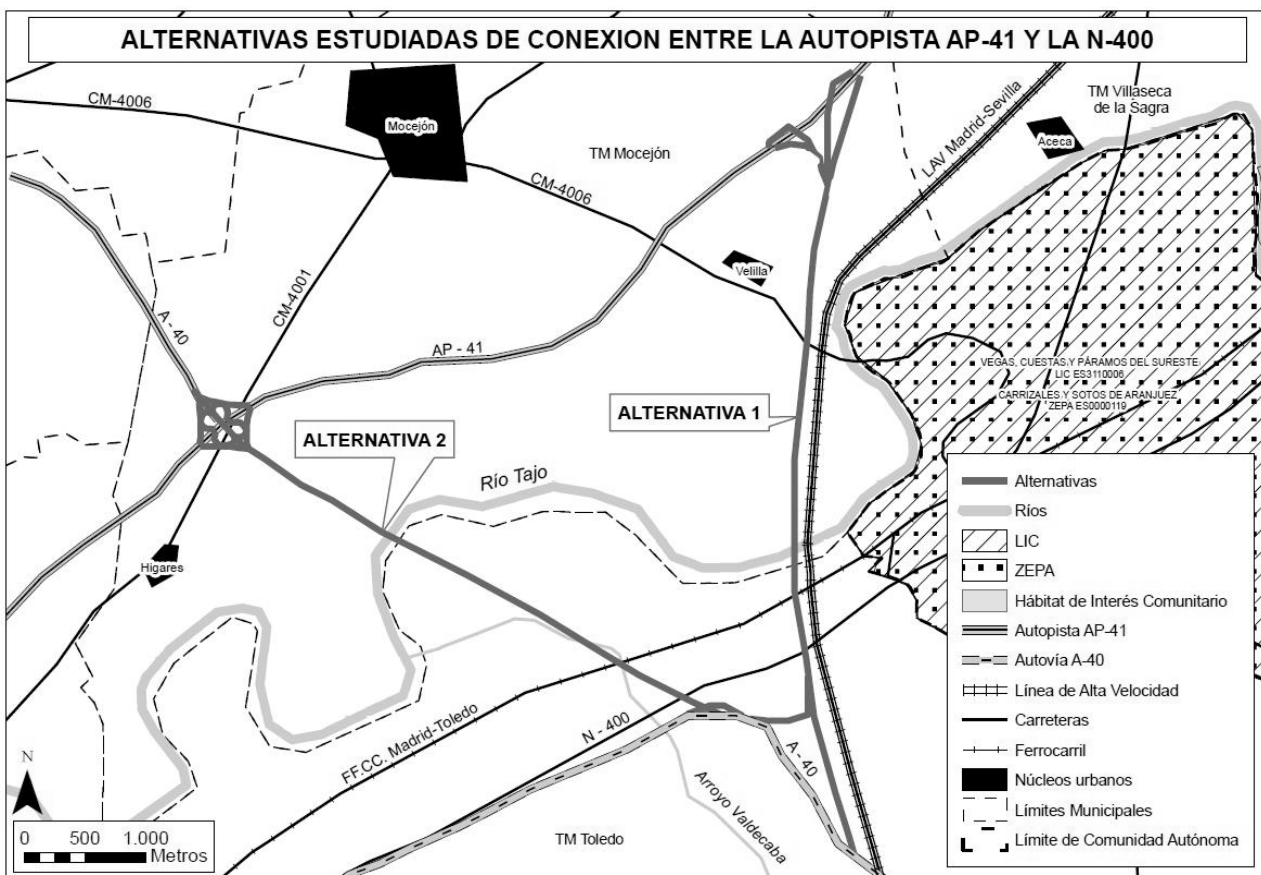 ALTERNATIVAS ESTUDIADAS DE CONEXION ENTRE LA AUTOPISTA AP-41 Y LA N-400
CM-4006
Mocejón
TM Mocejón
LAV Madrid-Sevilla
TM Villaseca
de la Sagra
Aceca
CM-4006
Velilla
CM-4001
A - 40
AP - 41
VEGAS, CUESTAS Y PÁRAMOS DEL SURESTE
LIC ES3110006
CARRIZALES Y SOTOS DE ARANJUEZ
ZEPA ES0000119
ALTERNATIVA 1
ALTERNATIVA 2
Río Tajo
Higares
FF.CC. Madrid-Toledo
N - 400
A - 40
Arroyo Valdecaba
TM Toledo
N
0 500 1.000
Metros
Alternativas
Ríos
LIC
ZEPA
Hábitat de Interés Comunitario
Autopista AP-41
Autovía A-40
Línea de Alta Velocidad
Carreteras
Ferrocarril
Núcleos urbanos
Límites Municipales
Límite de Comunidad Autónoma